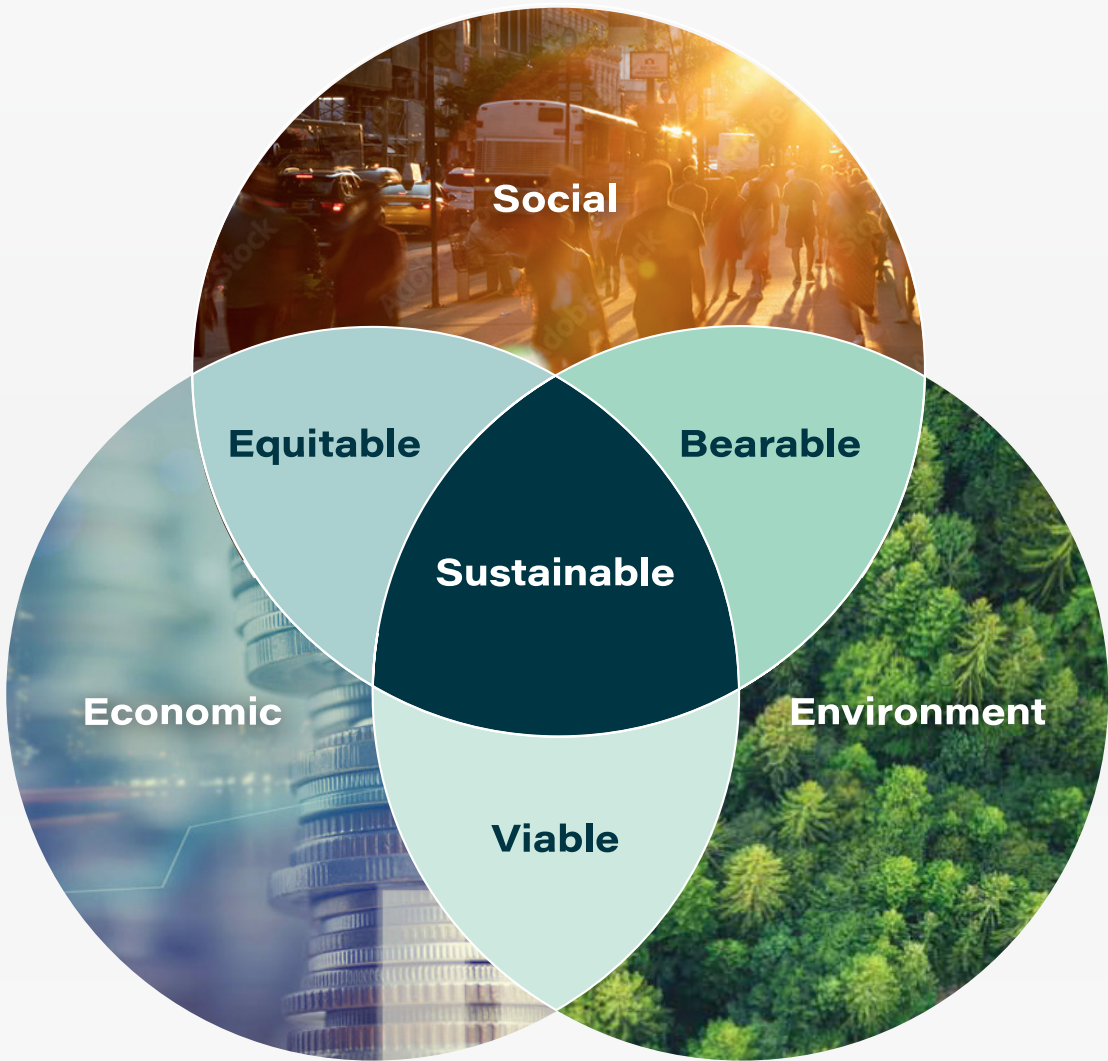 Social
Equitable
Bearable
Sustainable
Economic
Environment
Viable